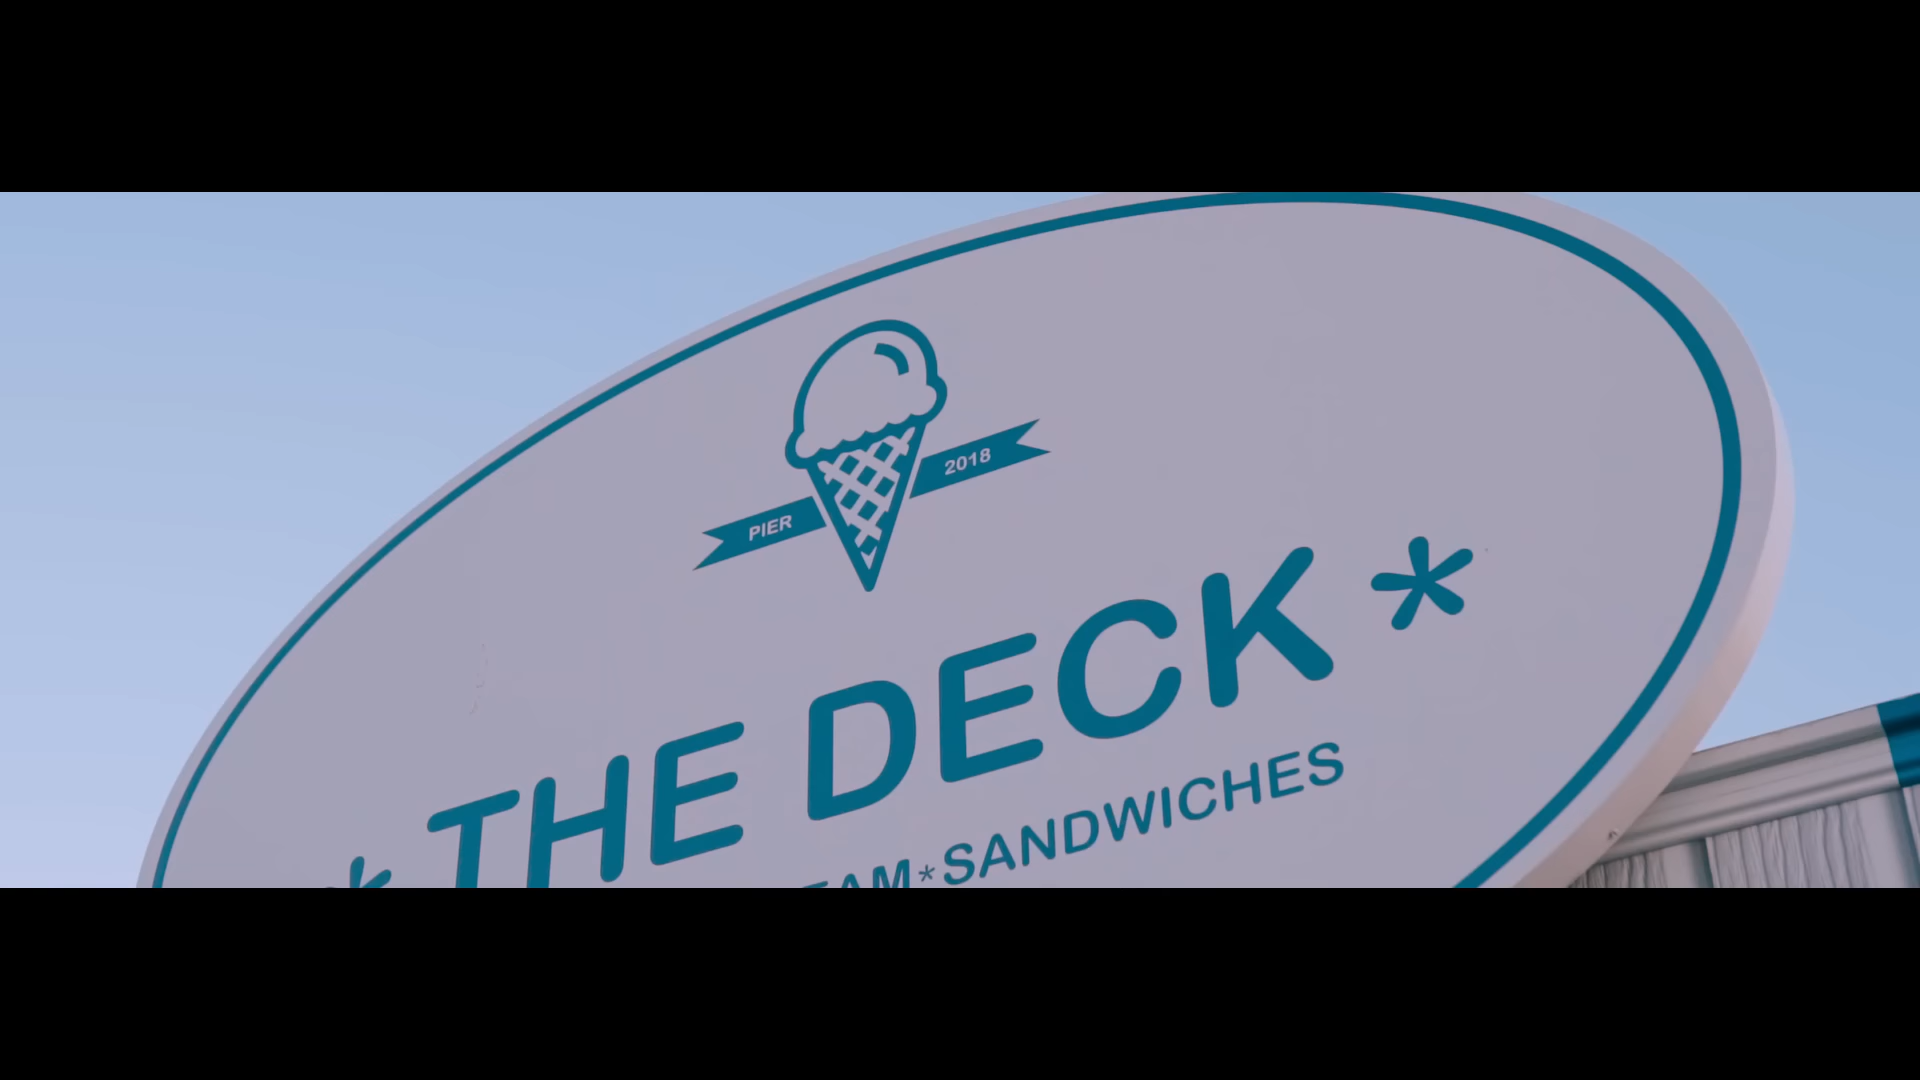 PIER 2018
* THE DECK *
*SANDWICHES